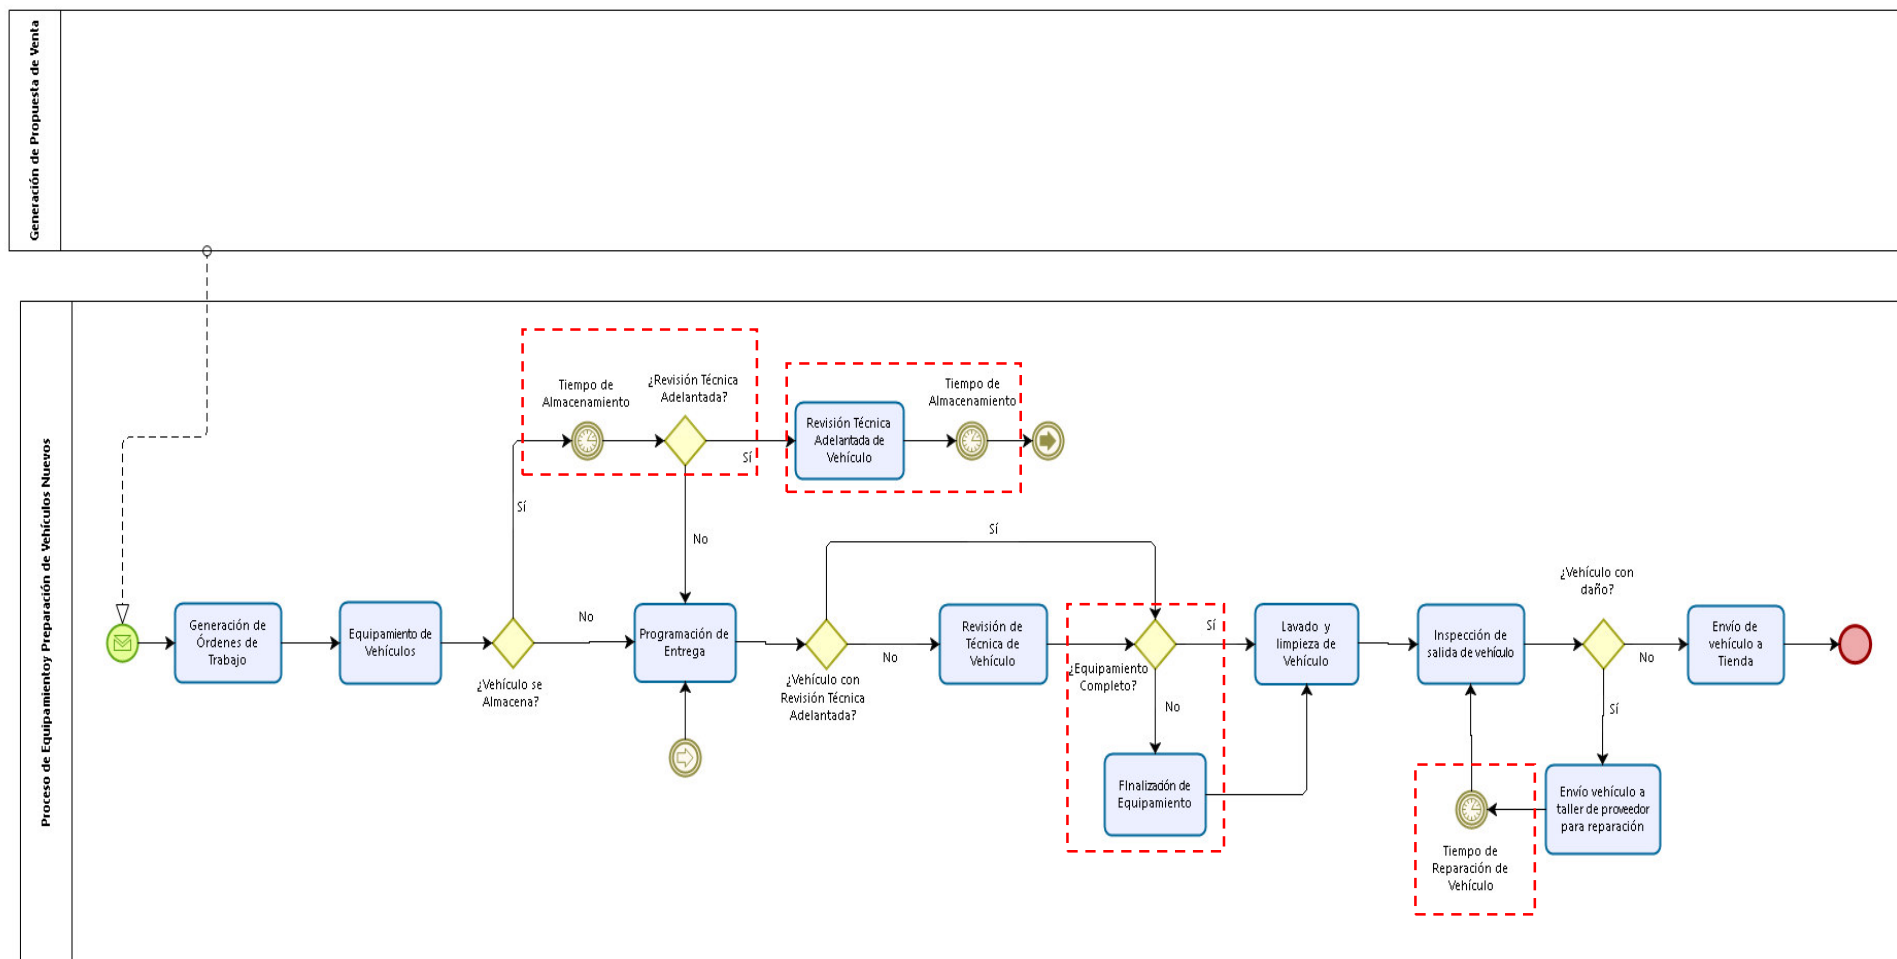 Generación de Propuesta de Venta
Proceso de Equipamientoy Preparación de Vehículos Nuevos
Tiempo de
Almacenamiento
¿Revisión Técnica
Adelantada?
Sí
Revisión Técnica
Adelantada de
Vehículo
Tiempo de
Almacenamiento
Sí
No
Sí
Generación de
Órdenes de
Trabajo
Equipamiento de
Vehículos
¿Vehículo se
Almacena?
No
Programación de
Entrega
¿Vehículo con
Revisión Técnica
Adelantada?
No
Revisión de
Técnica de
Vehículo
¿Equipamiento
Completo?
Sí
No
FInalización de
Equipamiento
Lavado y
limpieza de
Vehículo
Inspección de
salida de vehículo
¿Vehículo con
daño?
No
Sí
Envío de
vehículo a
Tienda
Envío vehículo a
taller de proveedor
para reparación
Tiempo de
Reparación de
Vehículo